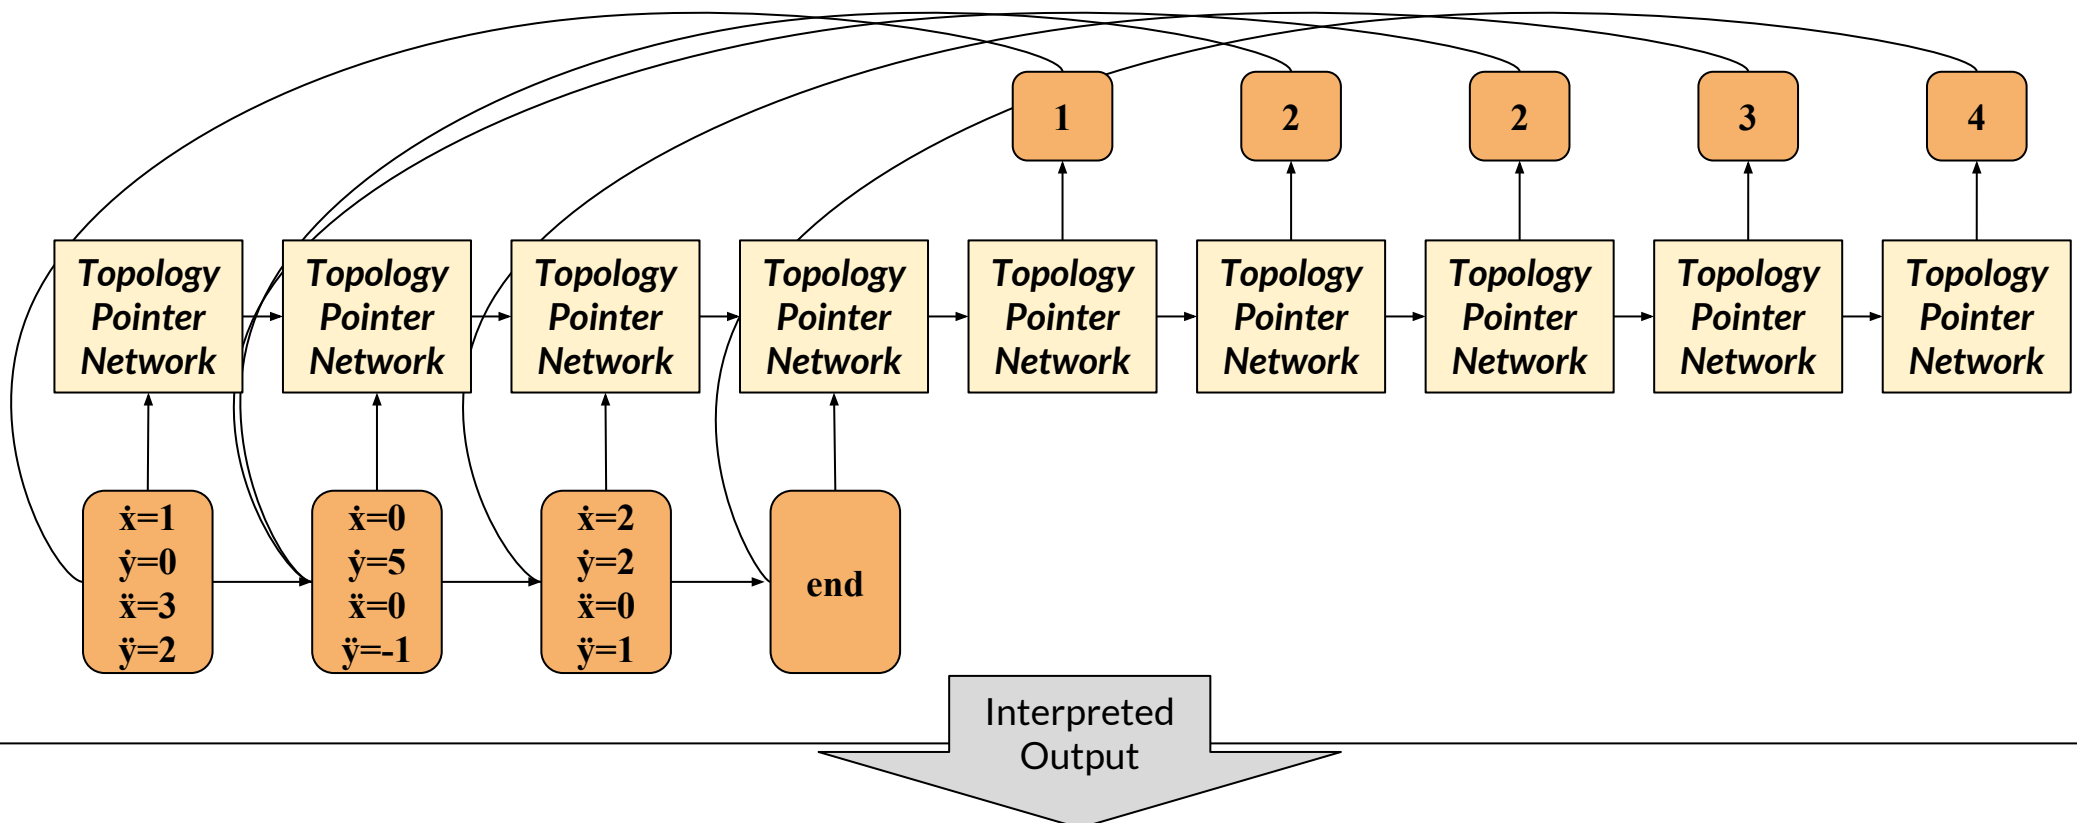 1
2
2
3
4
Topology
Pointer
Network
Topology
Pointer
Network
Topology
Pointer
Network
Topology
Pointer
Network
Topology
Pointer
Network
Topology
Pointer
Network
Topology
Pointer
Network
Topology
Pointer
Network
Topology
Pointer
Network
ẋ=1
ẏ=0
ẍ=3
ÿ=2
ẋ=0
ẏ=5
ẍ=0
ÿ=-1
ẋ=2
ẏ=2
ẍ=0
ÿ=1
end
Interpreted
Output